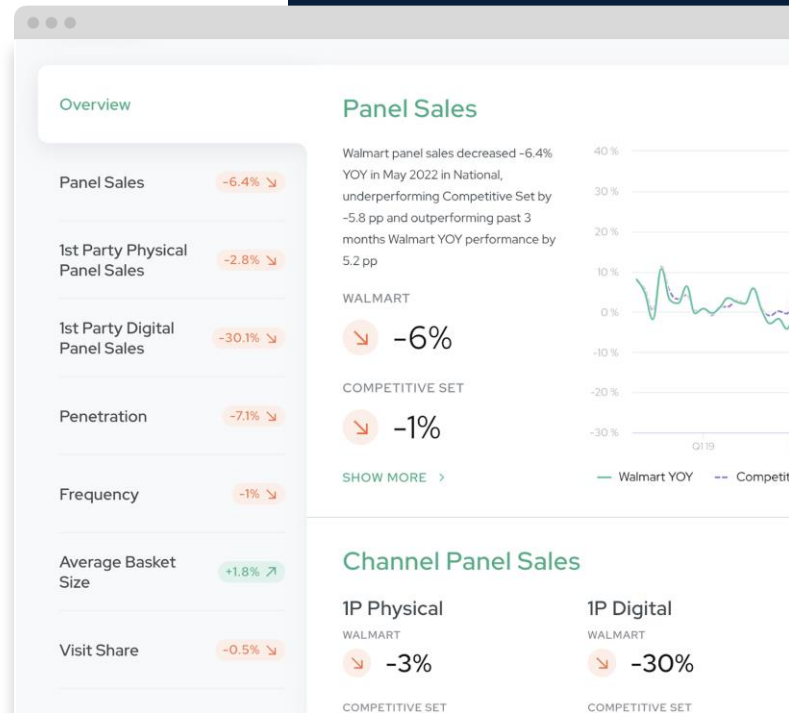 Overview
Panel Sales
-6.4%
1st Party Physical
Panel Sales
-2.8%
1st Party Digital
Panel Sales
-30.1%
Penetration
-7.1%
Frequency
-1%
Average Basket
Size
+1.8%
Visit Share
-0.5%
Panel Sales
Walmart panel sales decreased -6.4%
YOY in May 2022 in National,
underperforming Competitive Set by
-5.8 pp and outperforming past 3
months Walmart YOY performance by
5.2 pp
WALMART
-6%
COMPETITIVE SET
-1%
SHOW MORE >
40 %
30 %
20 %
10 %
0 %
-10 %
-20 %
-30 %
Q1 19
Walmart YOY
Competit
Channel Panel Sales
1P Physical
WALMART
-3%
COMPETITIVE SET
1P Digital
WALMART
-30%
COMPETITIVE SET